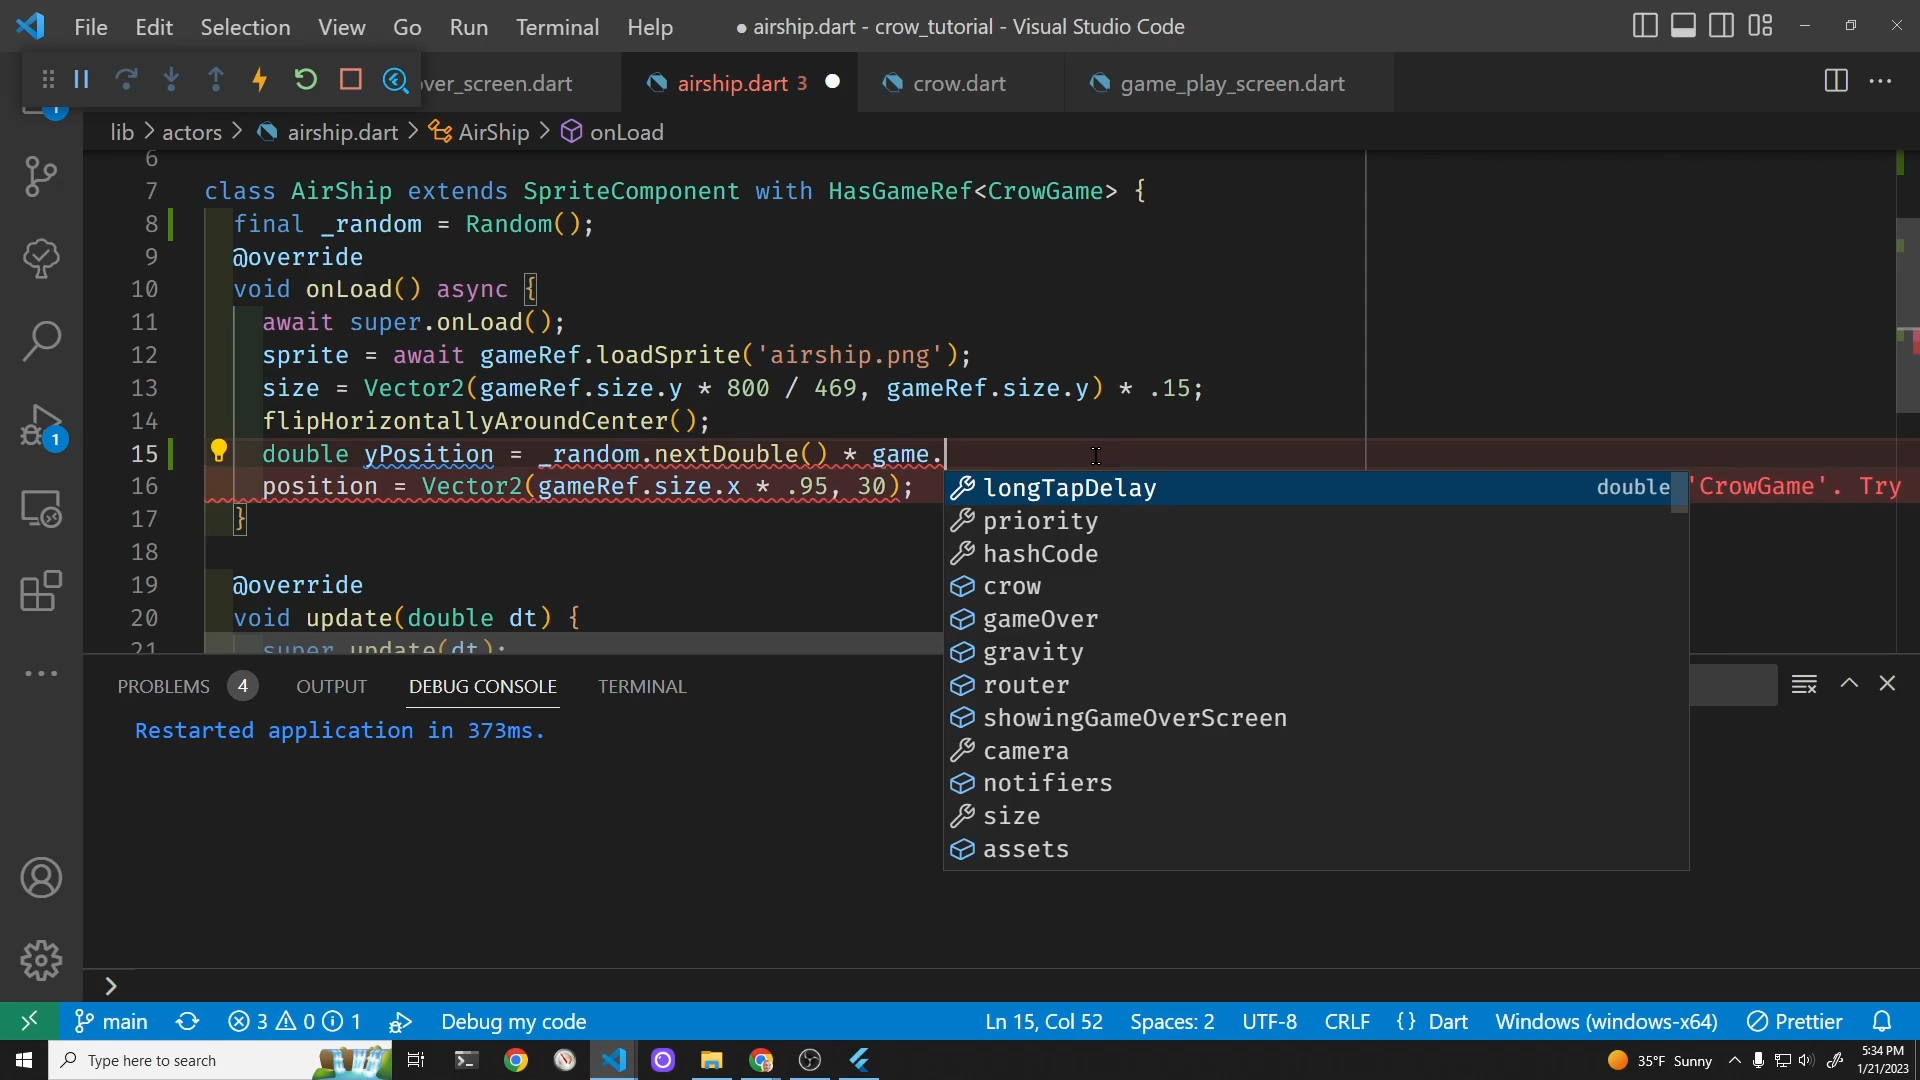 File Edit Selection View Go Run Terminal Help
● airship.dart - crow_tutorial - Visual Studio Code
over_screen.dart
airship.dart 3
crow.dart
game_play_screen.dart
lib > actors > airship.dart > AirShip > onLoad
6
7 class AirShip extends SpriteComponent with HasGameRef<CrowGame> {
8 final _random = Random();
9 @override
10 void onLoad() async {
11 await super.onLoad();
12 sprite = await gameRef.loadSprite('airship.png');
13 size = Vector2(gameRef.size.y * 800 / 469, gameRef.size.y) * .15;
14 flipHorizontallyAroundCenter();
15 double yPosition = _random.nextDouble() * game.
16 position = Vector2(gameRef.size.x * .95, 30); 'CrowGame'. Try
17 }
18
19 @override
20 void update(double dt) {
21 super.update(dt);
longTapDelay double
priority
hashCode
crow
gameOver
gravity
router
showingGameOverScreen
camera
notifiers
size
assets
1
PROBLEMS 4 OUTPUT DEBUG CONSOLE TERMINAL
Restarted application in 373ms.
main 3 0 1 Debug my code Ln 15, Col 52 Spaces: 2 UTF-8 CRLF {} Dart Windows (windows-x64) Prettier
Type here to search
35°F Sunny
5:34 PM
1/21/2023